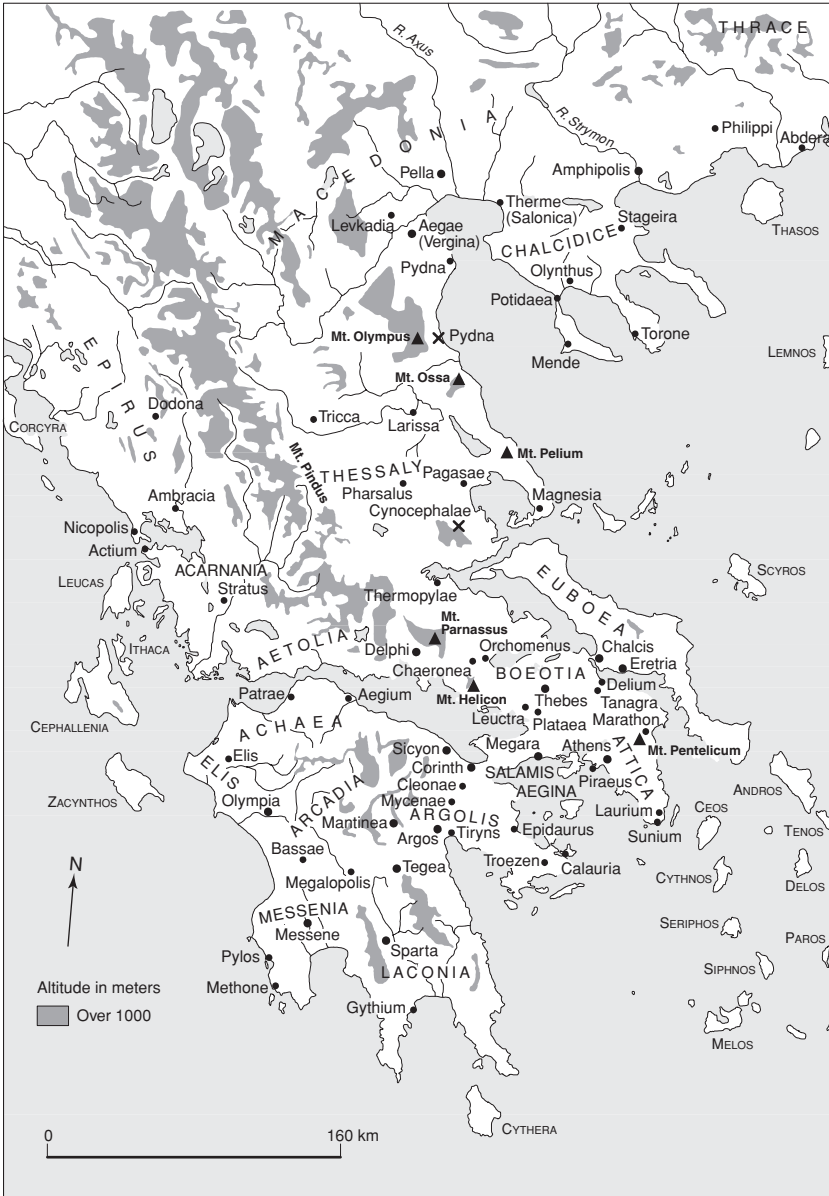 THRACE
R. Axus
R. Strymon
Philippi
Abdera
MACEDONIA
Pella
Amphipolis
Therme
(Salonica)
Levkadia
Aegae
(Vergina)
Stageira
THASOS
CHALCIDICE
Pydna
Olynthus
Potidaea
Mt. Olympus
Pydna
Torone
Mende
LEMNOS
EPIRUS
Mt. Ossa
Dodona
Tricca
Larissa
CORCYRA
Mt. Pelium
Mt. Pindus
THESSALY
Pagasae
Pharsalus
Ambracia
Cynocephalae
Magnesia
Nicopolis
Actium
ACARNANIA
SCYROS
LEUCAS
Stratus
Thermopylae
EUBOEA
Mt.
Parnassus
ITHACA
AETOLIA
Delphi
Orchomenus
Chalcis
Chaeronea
BOEOTIA
Eretria
Delium
Patrae
Aegium
Mt. Helicon
Thebes
Tanagra
Leuctra
Plataea
Marathon
CEPHALLENIA
ACHAEA
Sicyon
Megara
Athens
Mt. Pentelicum
Elis
ELIS
Corinth
SALAMIS
Piraeus
ATTICA
Cleonae
AEGINA
ANDROS
ZACYNTHOS
Olympia
ARCADIA
Mycenae
ARGOLIS
Laurium
CEOS
Mantinea
Argos
Tiryns
Epidaurus
Sunium
TENOS
Bassae
Troezen
Calauria
N
Megalopolis
Tegea
CYTHNOS
DELOS
MESSENIA
Messene
SERIPHOS
PAROS
Sparta
Pylos
LACONIA
SIPHNOS
Altitude in meters
Methone
Over 1000
Gythium
MELOS
CYTHERA
0
160 km